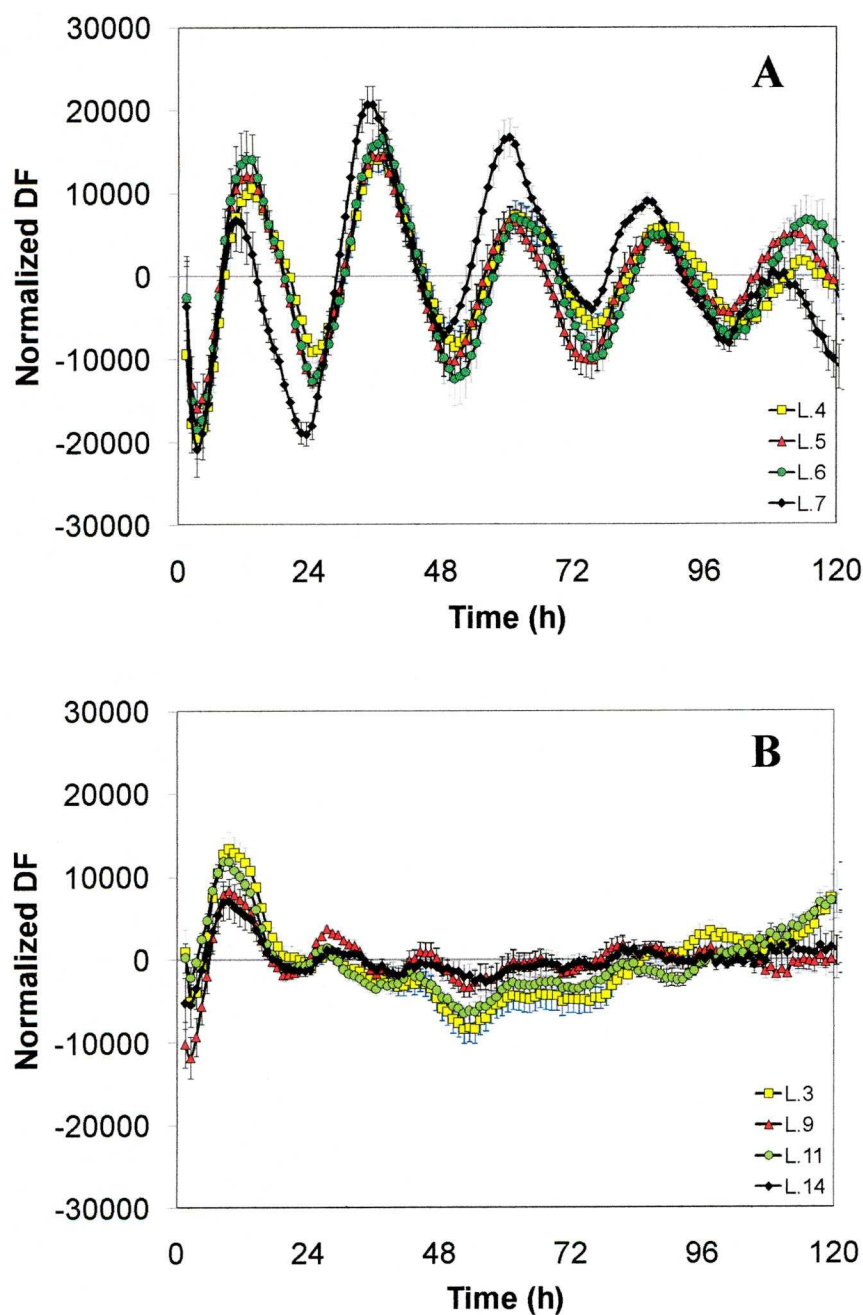 A
Normalized DF
30000
20000
10000
0
-10000
-20000
-30000
L.4
L.5
L.6
L.7
0 24 48 72 96 120
Time (h)
B
Normalized DF
30000
20000
10000
0
-10000
-20000
-30000
L.3
L.9
L.11
L.14
0 24 48 72 96 120
Time (h)